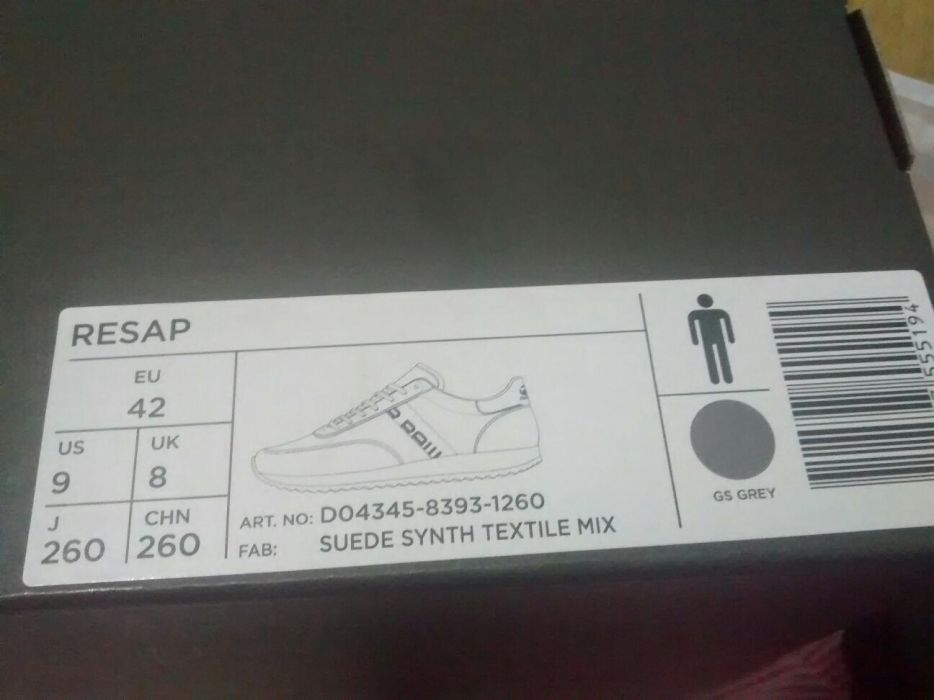 RESAP
EU
42
US
9
UK
8
J
260
CHN
260
ART. NO: D04345-8393-1260
FAB: SUEDE SYNTH TEXTILE MIX
GS GREY
555194